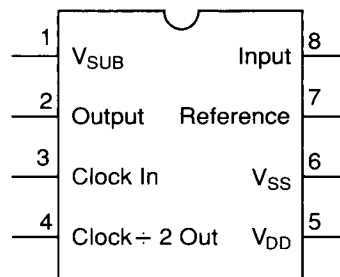 1 V_SUB Input 8
2 Output Reference 7
3 Clock In V_SS 6
4 Clock ÷ 2 Out V_DD 5